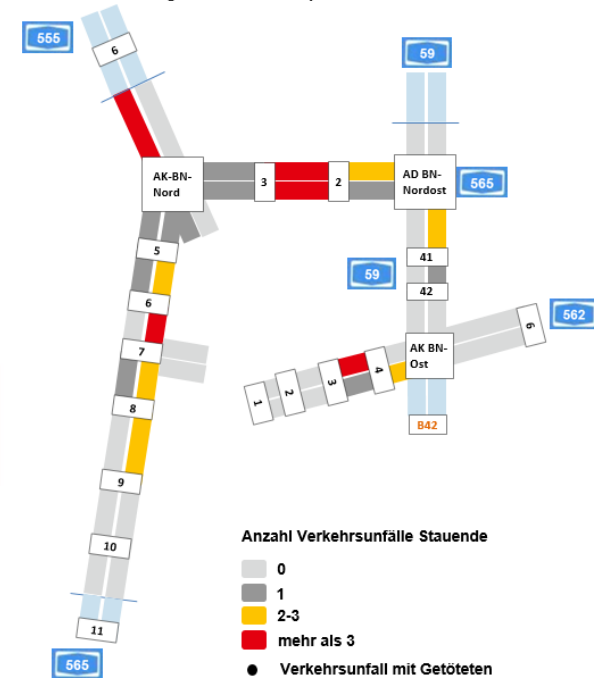 555
6
59
AK-BN-
Nord
3
2
AD BN-
Nordost
565
5
41
59
42
6
562
6
7
AK BN-
Ost
4
3
2
1
8
B42
9
10
11
565
Anzahl Verkehrsunfälle Stauende
0
1
2-3
mehr als 3
Verkehrsunfall mit Getöteten